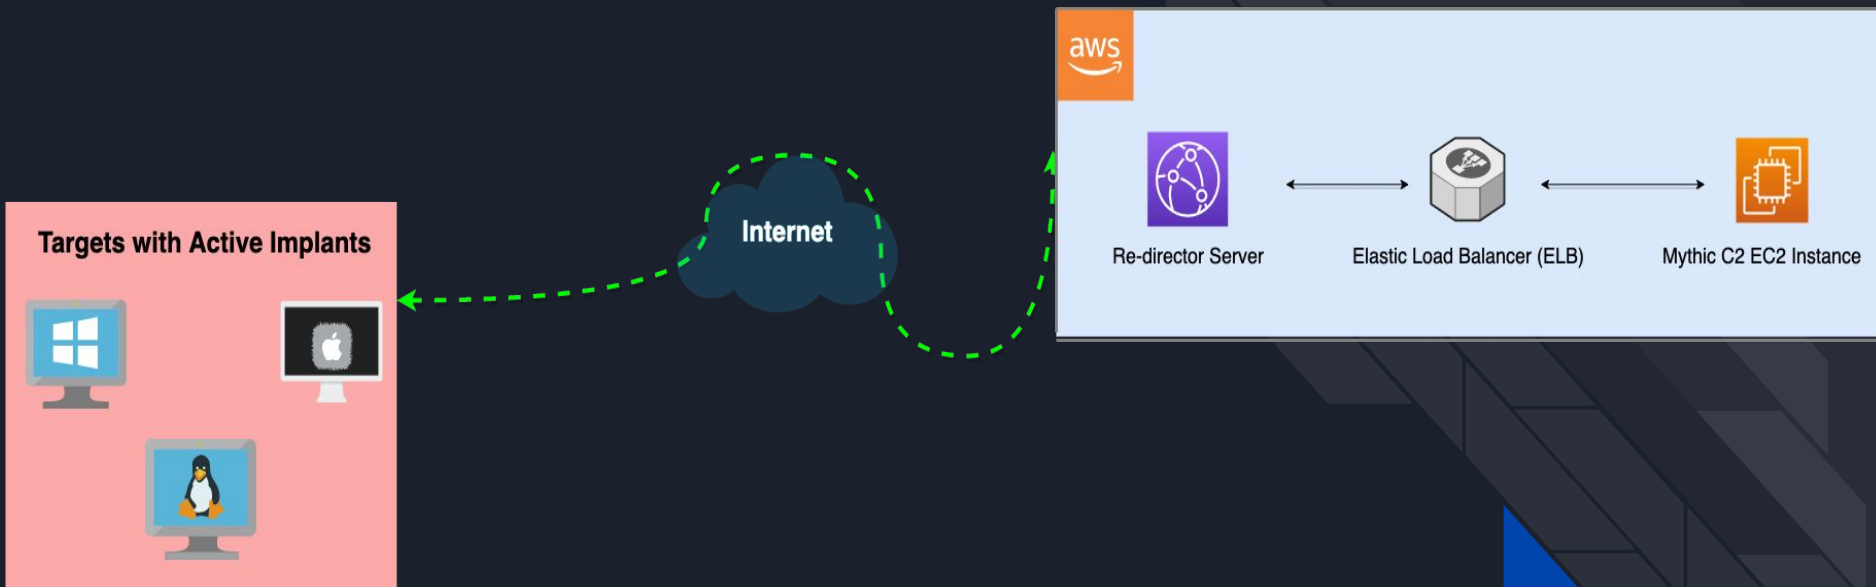 aws
Targets with Active Implants
Internet
Re-director Server
Elastic Load Balancer (ELB)
Mythic C2 EC2 Instance